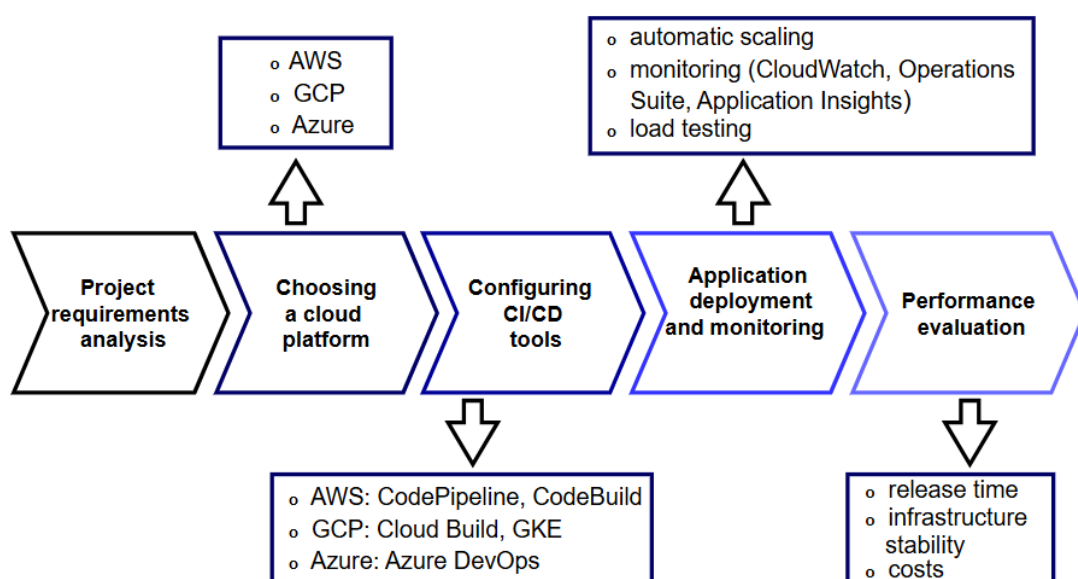 AWS
GCP
Azure
automatic scaling
monitoring (CloudWatch, Operations
Suite, Application Insights)
load testing
Project
requirements
analysis
Choosing
a cloud
platform
Configuring
CI/CD
tools
Application
deployment
and monitoring
Performance
evaluation
AWS: CodePipeline, CodeBuild
GCP: Cloud Build, GKE
Azure: Azure DevOps
release time
infrastructure
stability
costs